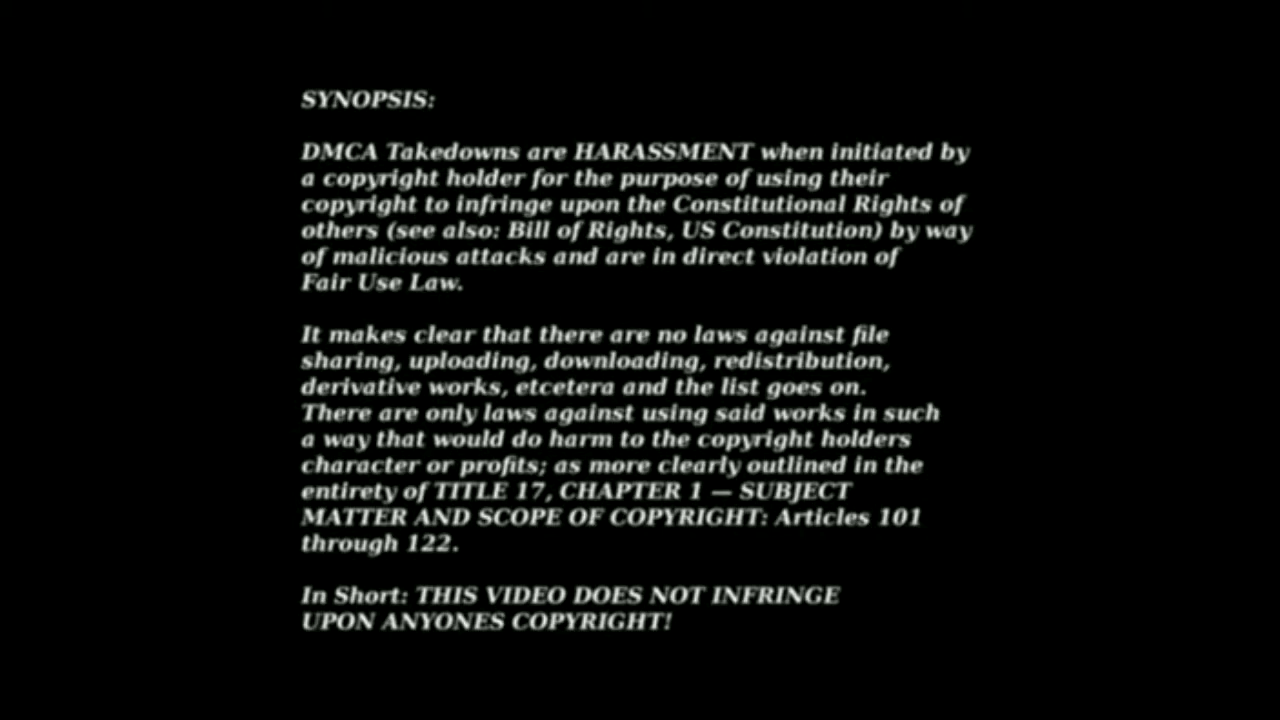 SYNOPSIS:
DMCA Takedowns are HARASSMENT when initiated by
a copyright holder for the purpose of using their
copyright to infringe upon the Constitutional Rights of
others (see also: Bill of Rights, US Constitution) by way
of malicious attacks and are in direct violation of
Fair Use Law.
It makes clear that there are no laws against file
sharing, uploading, downloading, redistribution,
derivative works, etcetera and the list goes on.
There are only laws against using said works in such
a way that would do harm to the copyright holders
character or profits; as more clearly outlined in the
entirety of TITLE 17, CHAPTER 1 — SUBJECT
MATTER AND SCOPE OF COPYRIGHT: Articles 101
through 122.
In Short: THIS VIDEO DOES NOT INFRINGE
UPON ANYONES COPYRIGHT!